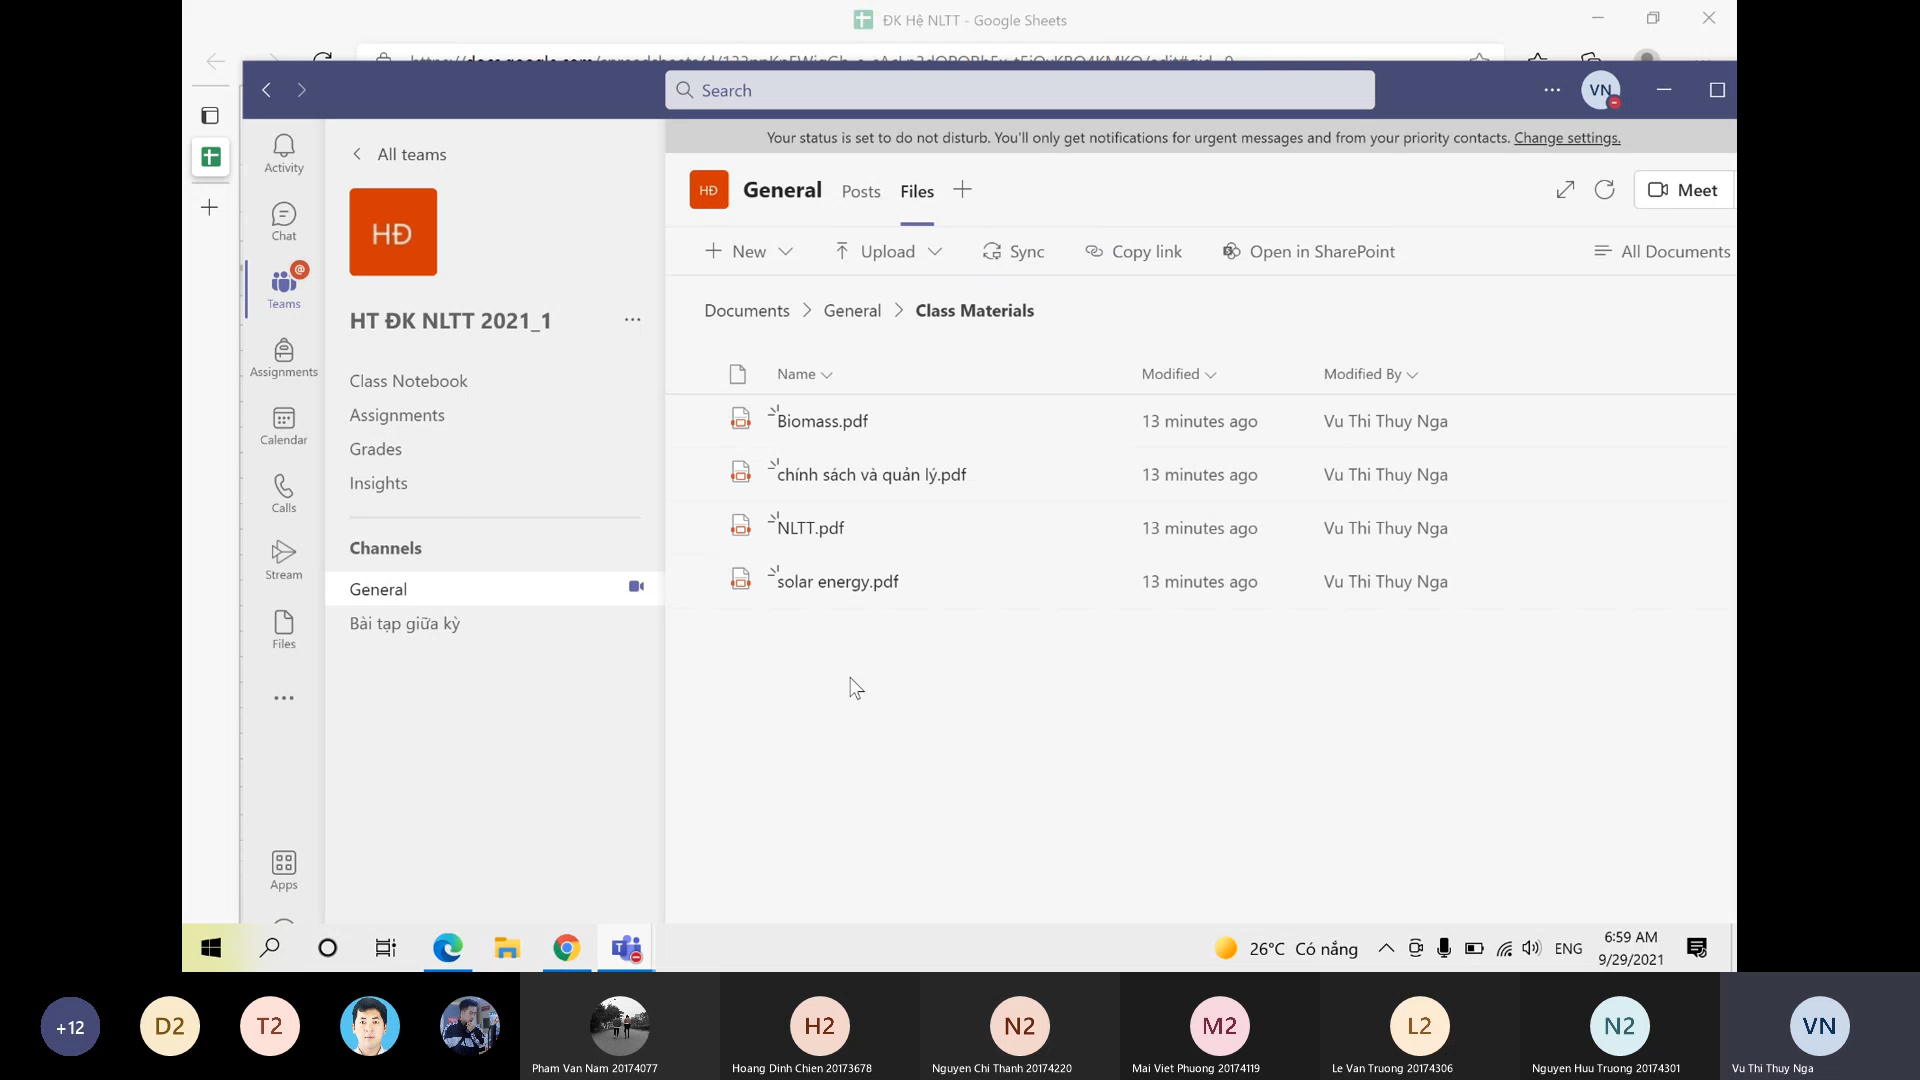 ĐK Hệ NLTT - Google Sheets
Search
VN
Your status is set to do not disturb. You'll only get notifications for urgent messages and from your priority contacts. Change settings.
Activity
Chat
Teams
Assignments
Calendar
Calls
Stream
Files
Apps
All teams
HĐ
HT ĐK NLTT 2021_1
Class Notebook
Assignments
Grades
Insights
Channels
General
Bài tạp giữa kỳ
HĐ
General
Posts
Files
Meet
New
Upload
Sync
Copy link
Open in SharePoint
All Documents
Documents > General > Class Materials
Name
Modified
Modified By
Biomass.pdf
13 minutes ago
Vu Thi Thuy Nga
chính sách và quản lý.pdf
13 minutes ago
Vu Thi Thuy Nga
NLTT.pdf
13 minutes ago
Vu Thi Thuy Nga
solar energy.pdf
13 minutes ago
Vu Thi Thuy Nga
26°C Có nắng
ENG
6:59 AM
9/29/2021
+12
D2
T2
H2
N2
M2
L2
N2
VN
Pham Van Nam 20174077
Hoang Dinh Chien 20173678
Nguyen Chi Thanh 20174220
Mai Viet Phuong 20174119
Le Van Truong 20174306
Nguyen Huu Truong 20174301
Vu Thi Thuy Nga